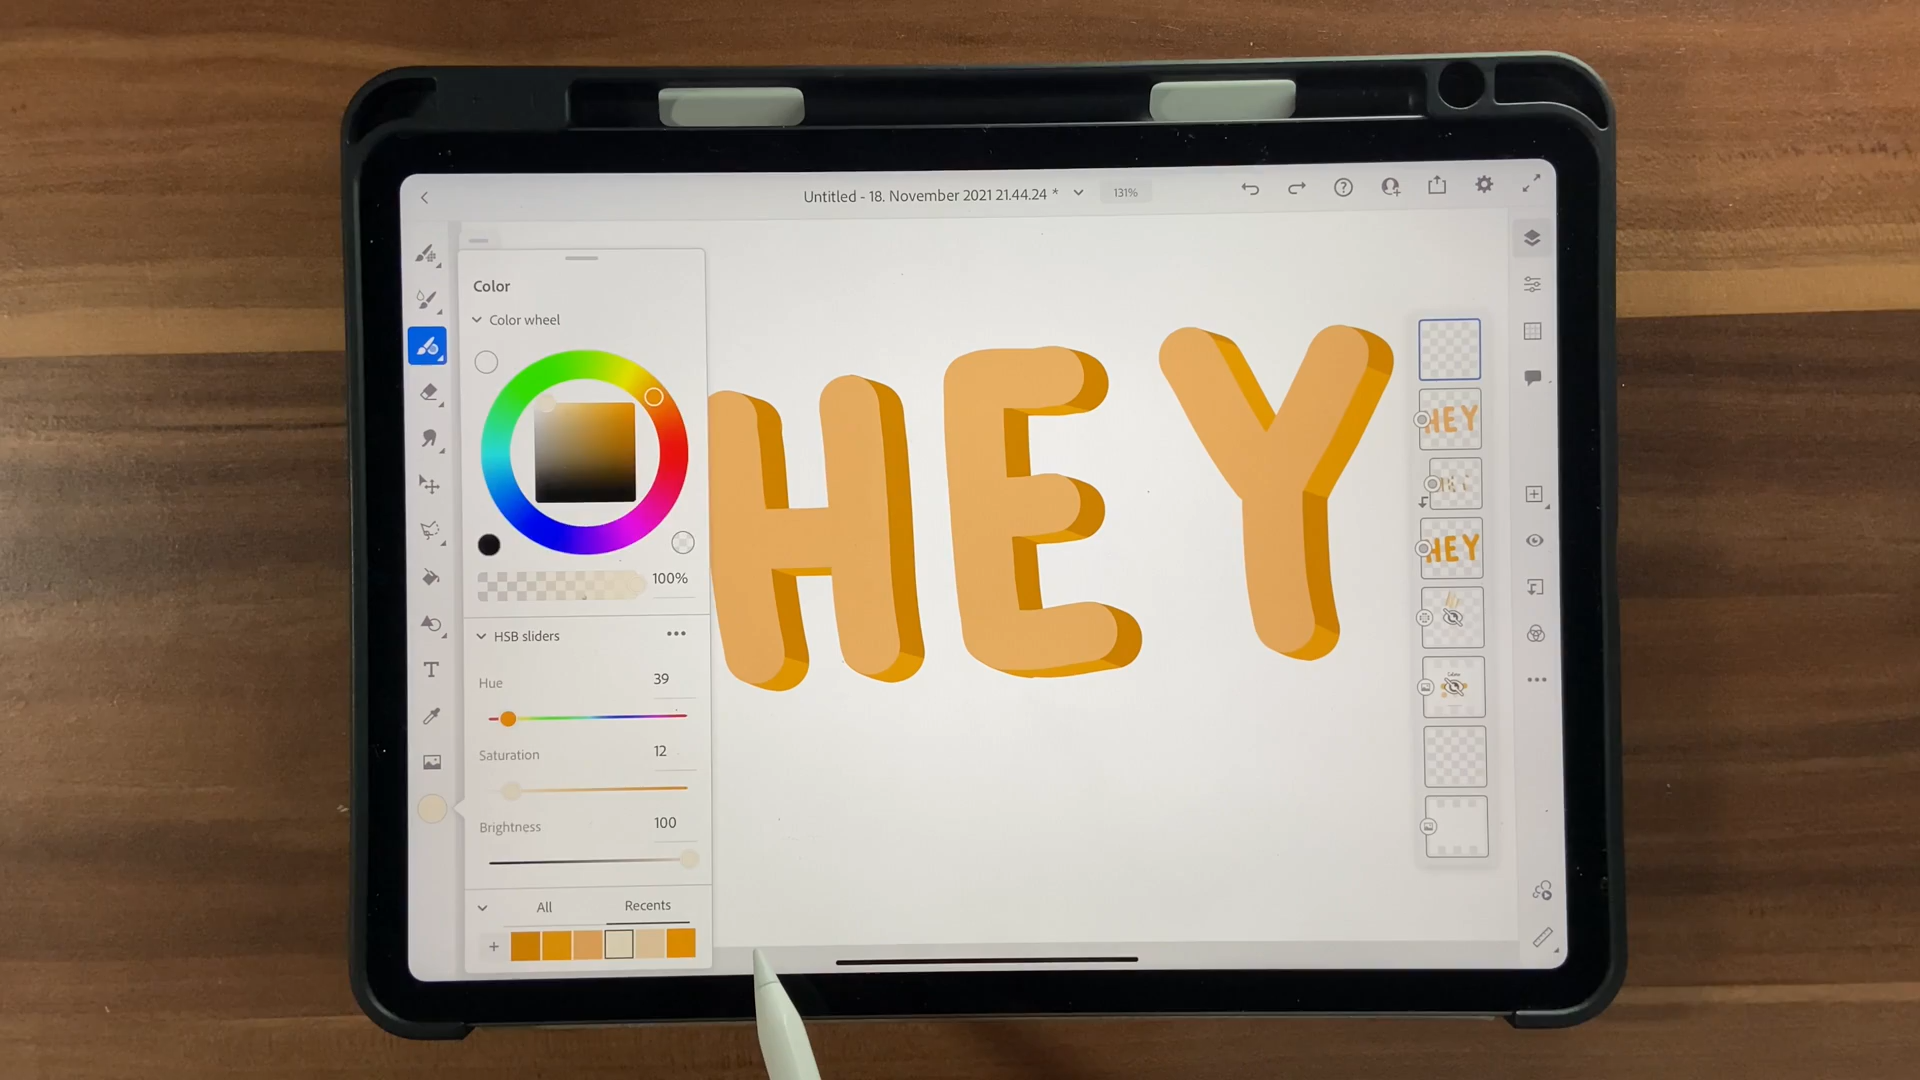 Untitled - 18. November 2021 21.44.24 *
131%
Color
Color wheel
100%
HSB sliders
Hue
39
Saturation
12
Brightness
100
All
Recents
HEY
HEY
HEY
T